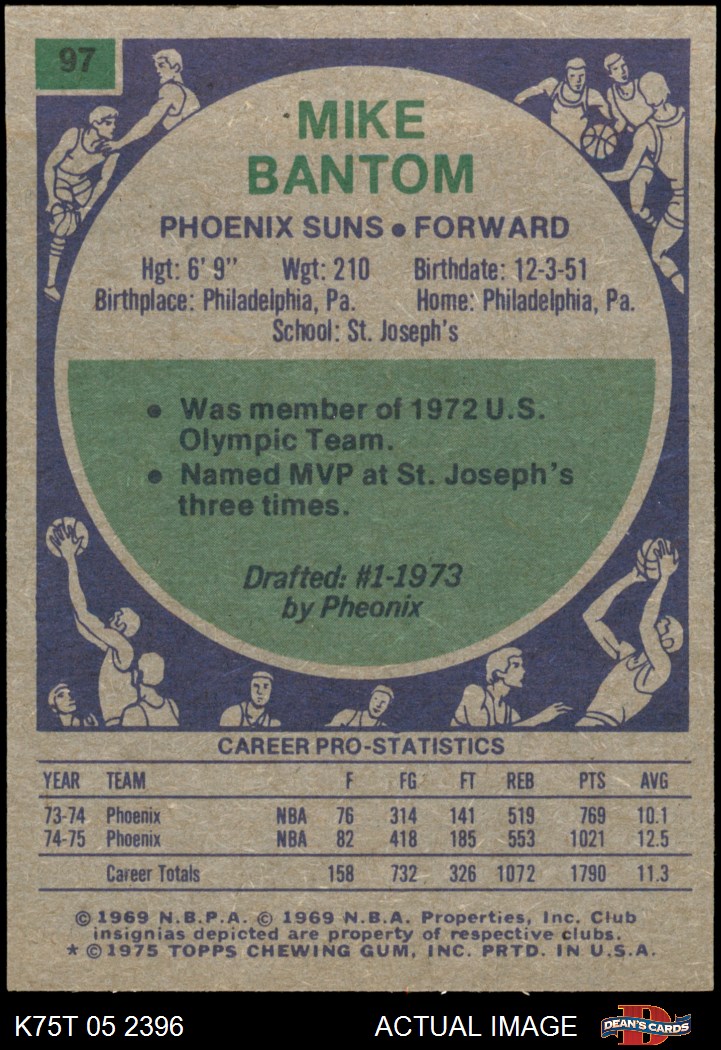 97
MIKE
BANTOM
PHOENIX SUNS • FORWARD
Hgt: 6' 9" Wgt: 210 Birthdate: 12-3-51
Birthplace: Philadelphia, Pa. Home: Philadelphia, Pa.
School: St. Joseph's
• Was member of 1972 U.S.
Olympic Team.
• Named MVP at St. Joseph's
three times.
Drafted: #1-1973
by Pheonix
CAREER PRO-STATISTICS
YEAR TEAM F FG FT REB PTS AVG
73-74 Phoenix NBA 76 314 141 519 769 10.1
74-75 Phoenix NBA 82 418 185 553 1021 12.5
Career Totals 158 732 326 1072 1790 11.3
© 1969 N.B.P.A. © 1969 N.B.A. Properties, Inc. Club
insignias depicted are property of respective clubs.
* © 1975 TOPPS CHEWING GUM, INC. PRTD. IN U.S.A.
K75T 05 2396 ACTUAL IMAGE D DEAN'S CARDS